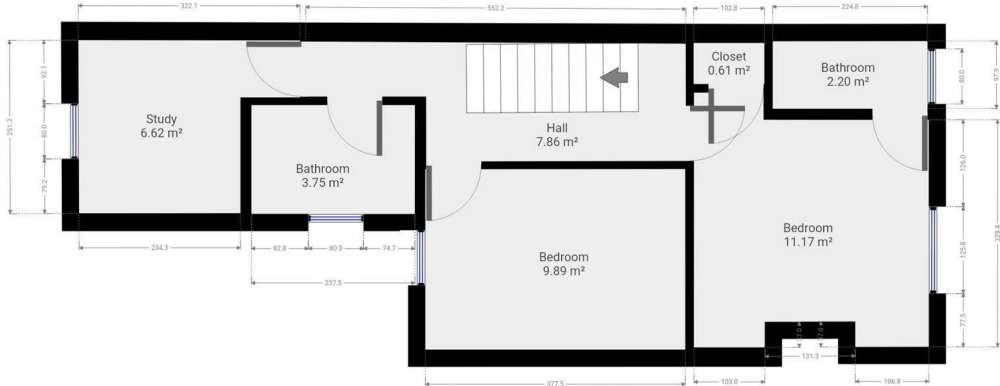 322.1
552.2
102.8
224.8
251.3
92.1
80.0
79.2
Study
6.62 m²
Bathroom
3.75 m²
Hall
7.86 m²
Closet
0.61 m²
Bathroom
2.20 m²
80.0
97.9
Bedroom
9.89 m²
Bedroom
11.17 m²
126.0
125.8
77.5
329.4
234.3
82.8
80.0
74.7
237.5
377.5
103.0
131.3
106.8